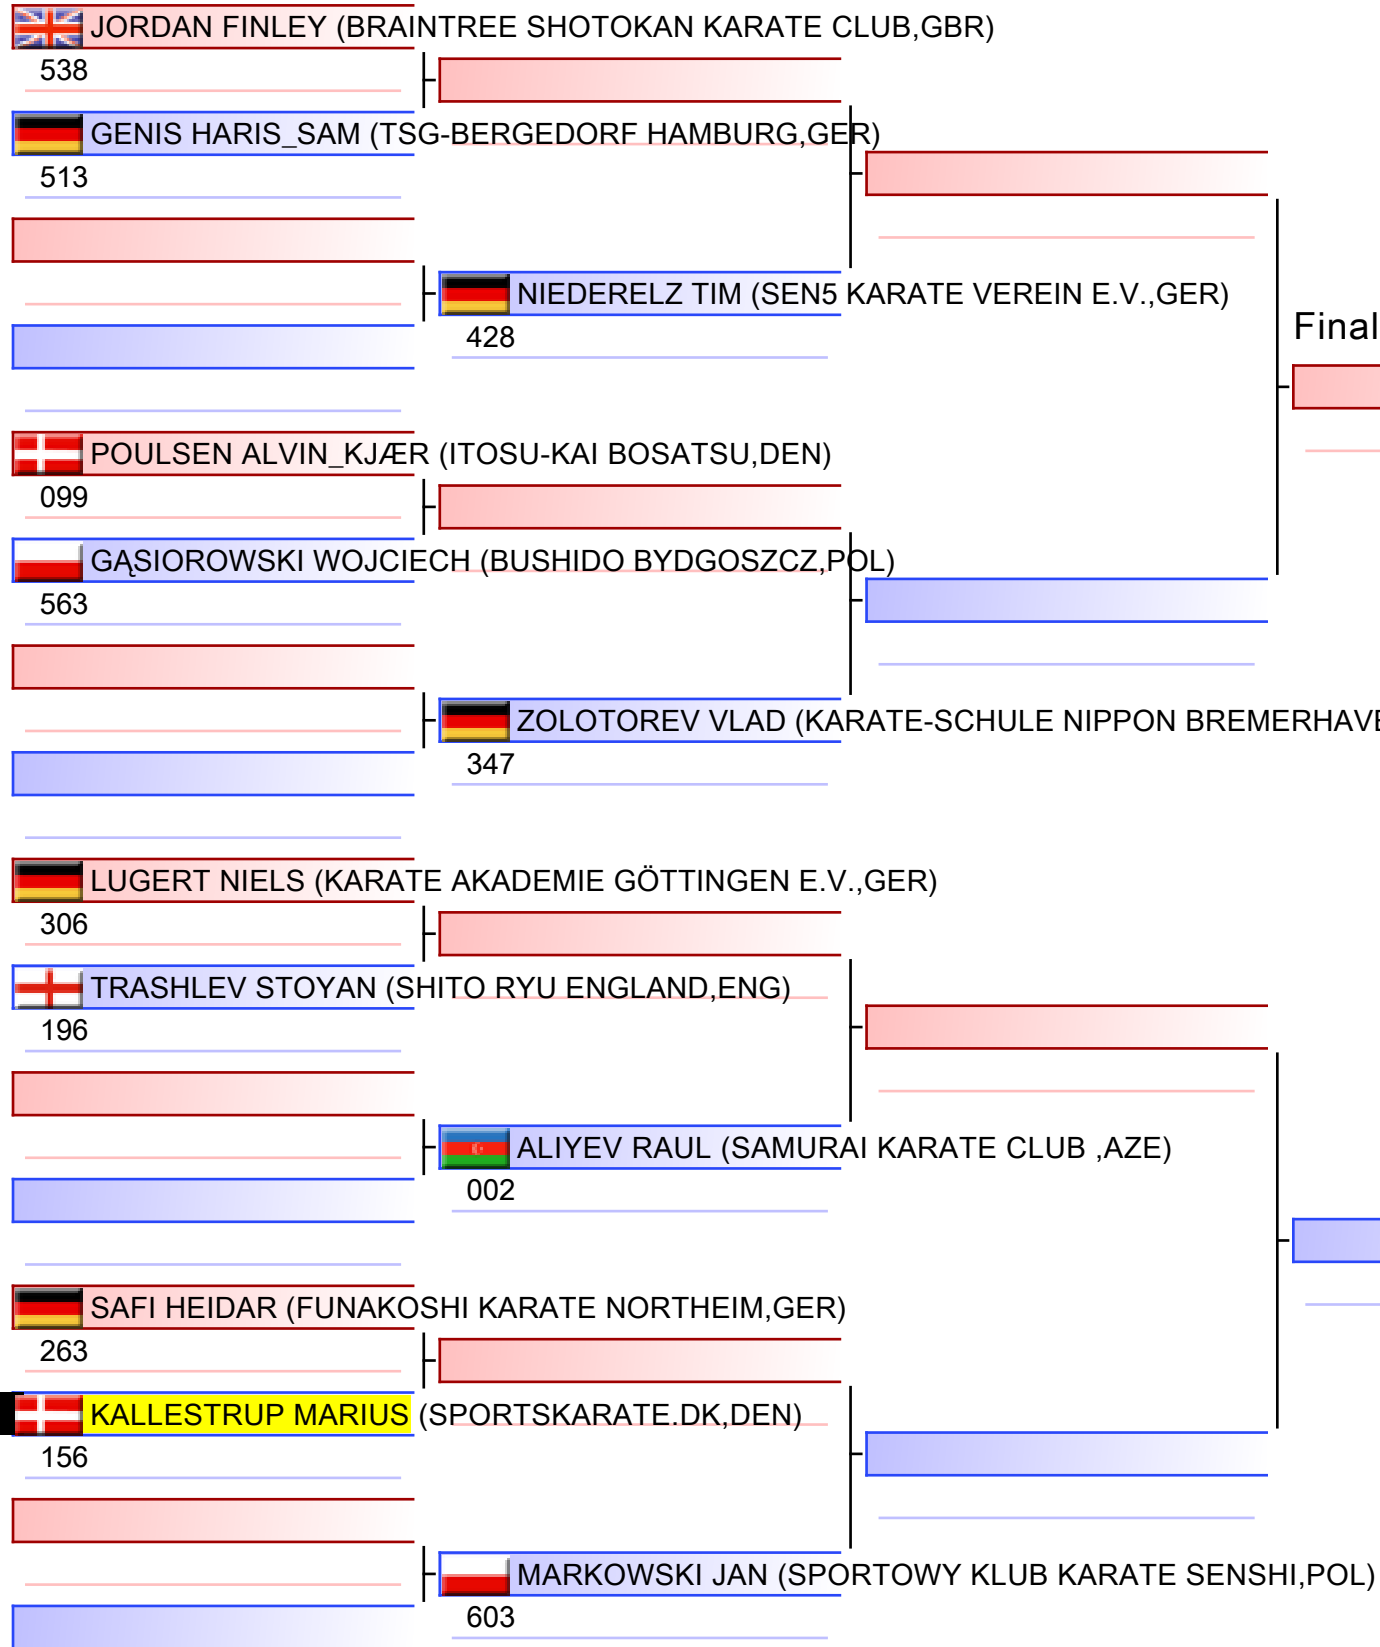 JORDAN FINLEY (BRAINTREE SHOTOKAN KARATE CLUB,GBR)
538
GENIS HARIS_SAM (TSG-BERGEDORF HAMBURG,GER)
513
NIEDERELZ TIM (SEN5 KARATE VEREIN E.V.,GER)
428
Final
POULSEN ALVIN_KJÆR (ITOSU-KAI BOSATSU,DEN)
099
GĄSIOROWSKI WOJCIECH (BUSHIDO BYDGOSZCZ,POL)
563
ZOLOTOREV VLAD (KARATE-SCHULE NIPPON BREMERHAVE
347
LUGERT NIELS (KARATE AKADEMIE GÖTTINGEN E.V.,GER)
306
TRASHLEV STOYAN (SHITO RYU ENGLAND,ENG)
196
ALIYEV RAUL (SAMURAI KARATE CLUB ,AZE)
002
SAFI HEIDAR (FUNAKOSHI KARATE NORTHEIM,GER)
263
KALLESTRUP MARIUS (SPORTSKARATE.DK,DEN)
156
MARKOWSKI JAN (SPORTOWY KLUB KARATE SENSHI,POL)
603